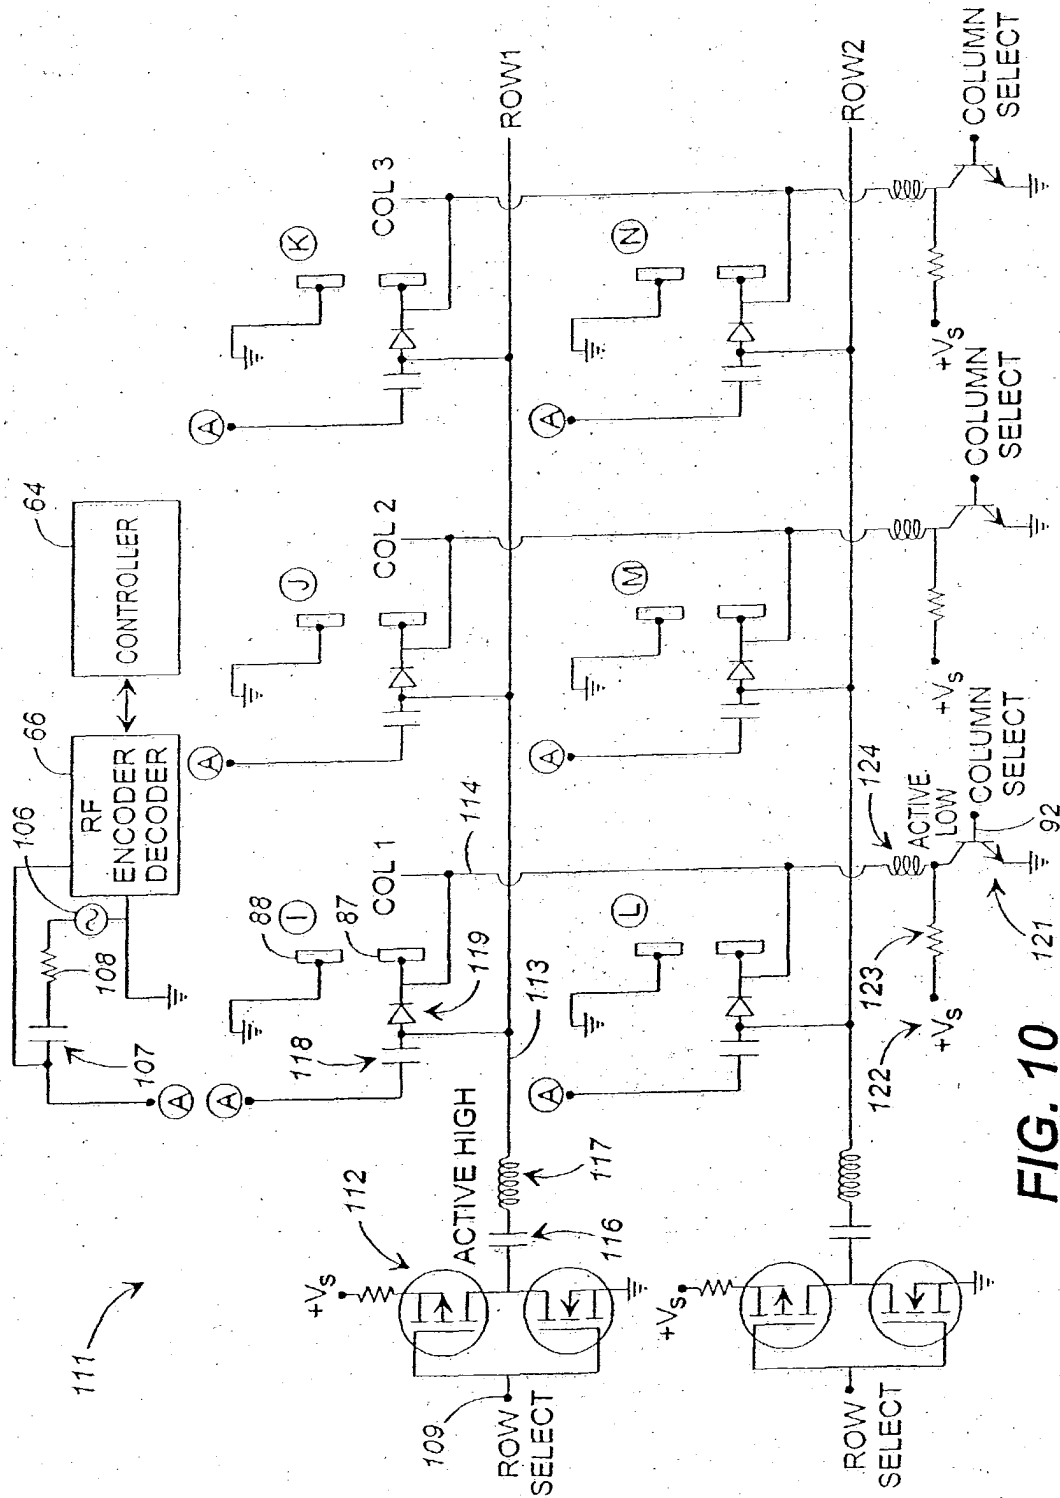 111
106
66
64
108
107
RF
ENCODER
DECODER
CONTROLLER
A
A
A
A
88
I
J
K
87
COL 1
COL 2
COL 3
118
119
114
113
ROW1
112
+Vs
ACTIVE HIGH
117
116
109
ROW
SELECT
A
A
A
L
M
N
ROW2
+Vs
ROW
SELECT
124
ACTIVE
LOW
123
122
+Vs
121
92
COLUMN
SELECT
+Vs
COLUMN
SELECT
+Vs
COLUMN
SELECT
FIG. 10